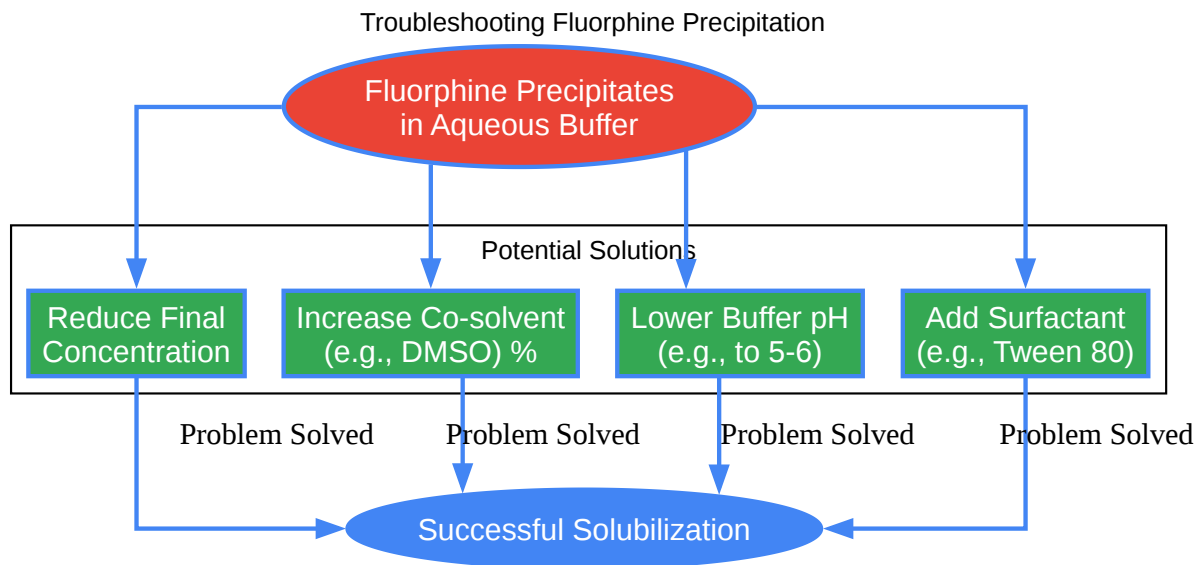 Troubleshooting Fluorphine Precipitation
Fluorphine Precipitates
in Aqueous Buffer
Potential Solutions
Reduce Final
Concentration
Increase Co-solvent
(e.g., DMSO) %
Lower Buffer pH
(e.g., to 5-6)
Add Surfactant
(e.g., Tween 80)
Problem Solved
Problem Solved
Problem Solved
Problem Solved
Successful Solubilization